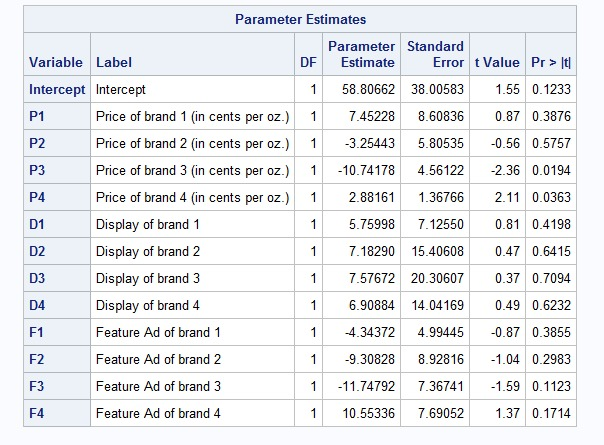 Parameter Estimates
Variable Label DF Parameter Estimate Standard Error t Value Pr > |t|
Intercept Intercept 1 58.80662 38.00583 1.55 0.1233
P1 Price of brand 1 (in cents per oz.) 1 7.45228 8.60836 0.87 0.3876
P2 Price of brand 2 (in cents per oz.) 1 -3.25443 5.80535 -0.56 0.5757
P3 Price of brand 3 (in cents per oz.) 1 -10.74178 4.56122 -2.36 0.0194
P4 Price of brand 4 (in cents per oz.) 1 2.88161 1.36766 2.11 0.0363
D1 Display of brand 1 1 5.75998 7.12550 0.81 0.4198
D2 Display of brand 2 1 7.18290 15.40608 0.47 0.6415
D3 Display of brand 3 1 7.57672 20.30607 0.37 0.7094
D4 Display of brand 4 1 6.90884 14.04169 0.49 0.6232
F1 Feature Ad of brand 1 1 -4.34372 4.99445 -0.87 0.3855
F2 Feature Ad of brand 2 1 -9.30828 8.92816 -1.04 0.2983
F3 Feature Ad of brand 3 1 -11.74792 7.36741 -1.59 0.1123
F4 Feature Ad of brand 4 1 10.55336 7.69052 1.37 0.1714